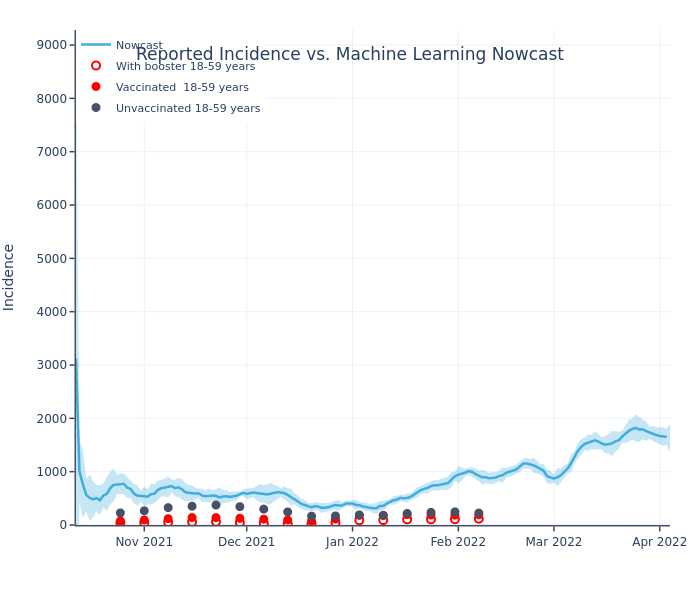 Reported Incidence vs. Machine Learning Nowcast
Nowcast
With booster 18-59 years
Vaccinated  18-59 years
Unvaccinated 18-59 years
Incidence
9000
8000
7000
6000
5000
4000
3000
2000
1000
0
Nov 2021
Dec 2021
Jan 2022
Feb 2022
Mar 2022
Apr 2022